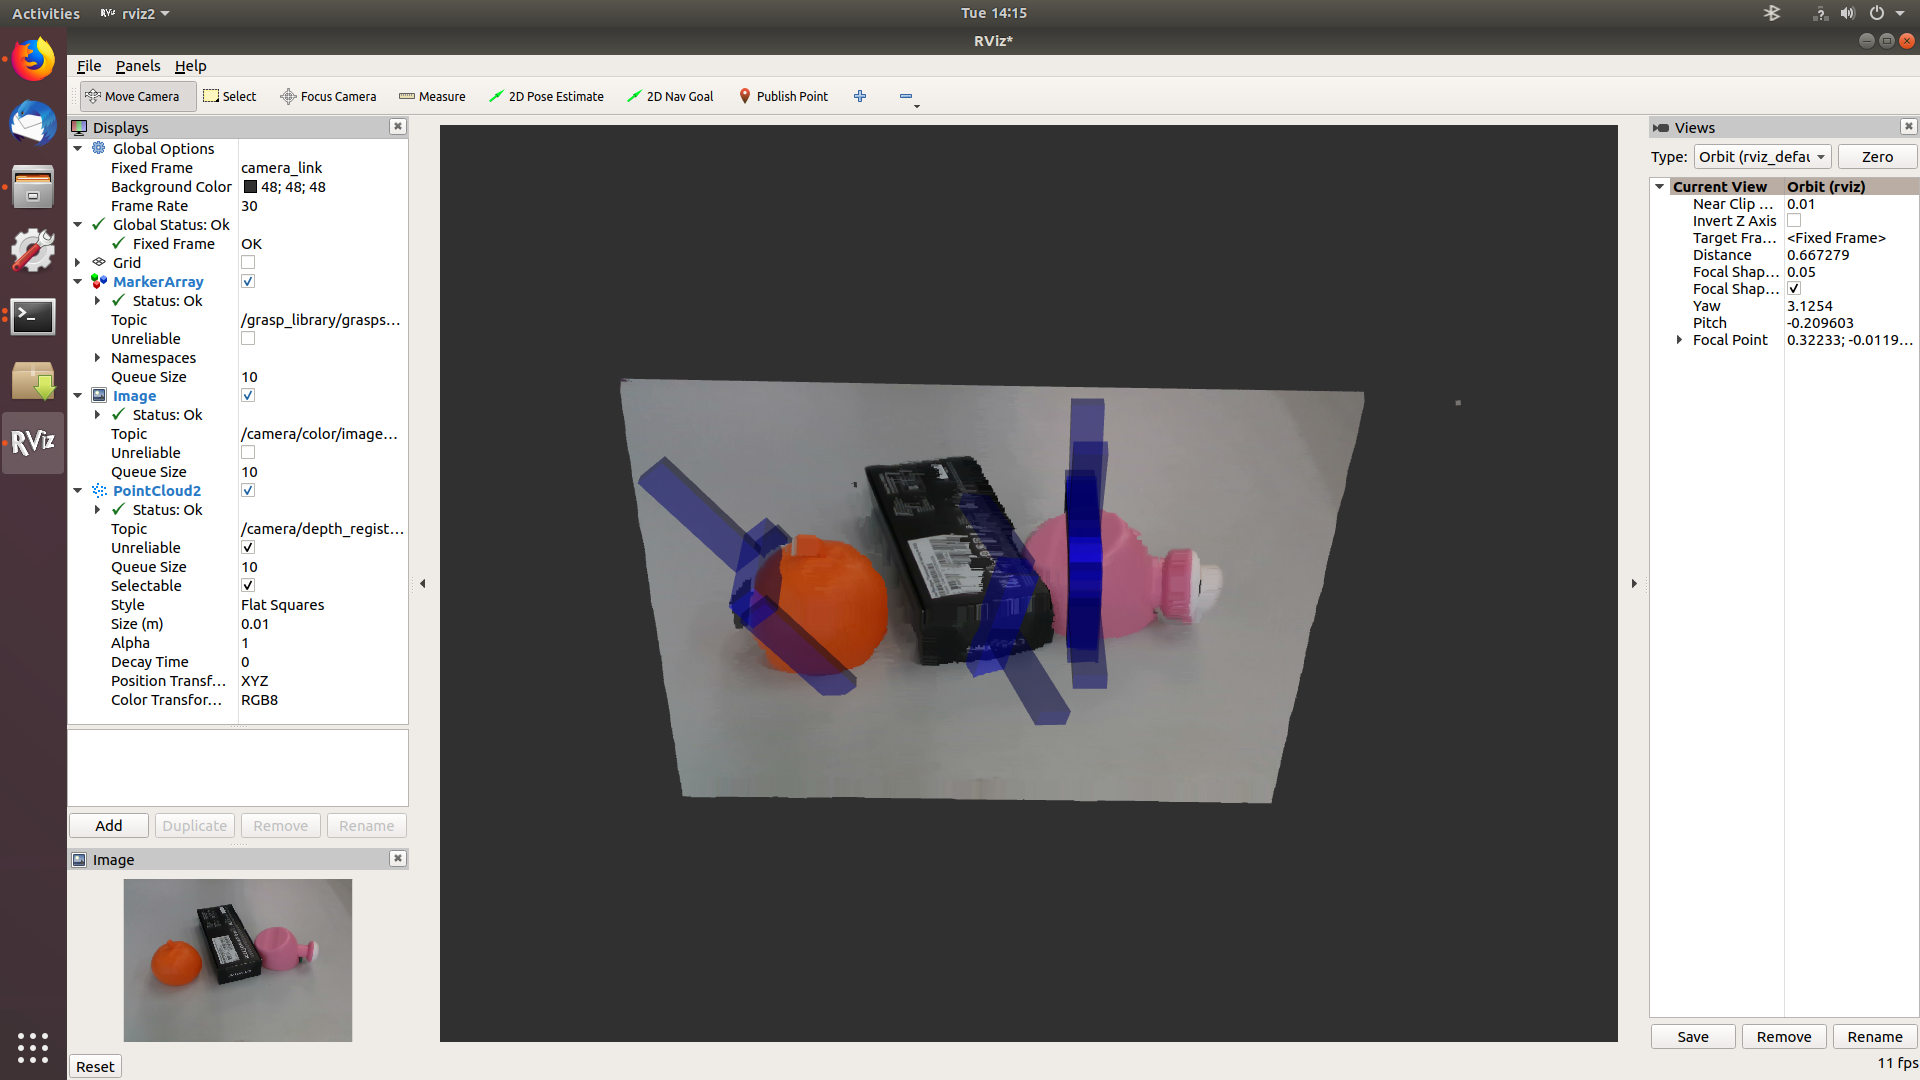 Activities
rviz2
Tue 14:15
RViz*
File Panels Help
Move Camera Select Focus Camera Measure 2D Pose Estimate 2D Nav Goal Publish Point
Displays
Global Options
Fixed Frame camera_link
Background Color 48; 48; 48
Frame Rate 30
Global Status: Ok
Fixed Frame OK
Grid
MarkerArray
Status: Ok
Topic /grasp_library/grasps...
Unreliable
Namespaces
Queue Size 10
Image
Status: Ok
Topic /camera/color/image...
Unreliable
Queue Size 10
PointCloud2
Status: Ok
Topic /camera/depth_regist...
Unreliable
Queue Size 10
Selectable
Style Flat Squares
Size (m) 0.01
Alpha 1
Decay Time 0
Position Transf... XYZ
Color Transfor... RGB8
Add Duplicate Remove Rename
Image
Reset
RViz
Views
Type: Orbit (rviz_defau Zero
Current View Orbit (rviz)
Near Clip ... 0.01
Invert Z Axis
Target Fra... <Fixed Frame>
Distance 0.667279
Focal Shap... 0.05
Focal Shap...
Yaw 3.1254
Pitch -0.209603
Focal Point 0.32233; -0.0119...
Save Remove Rename
11 fps